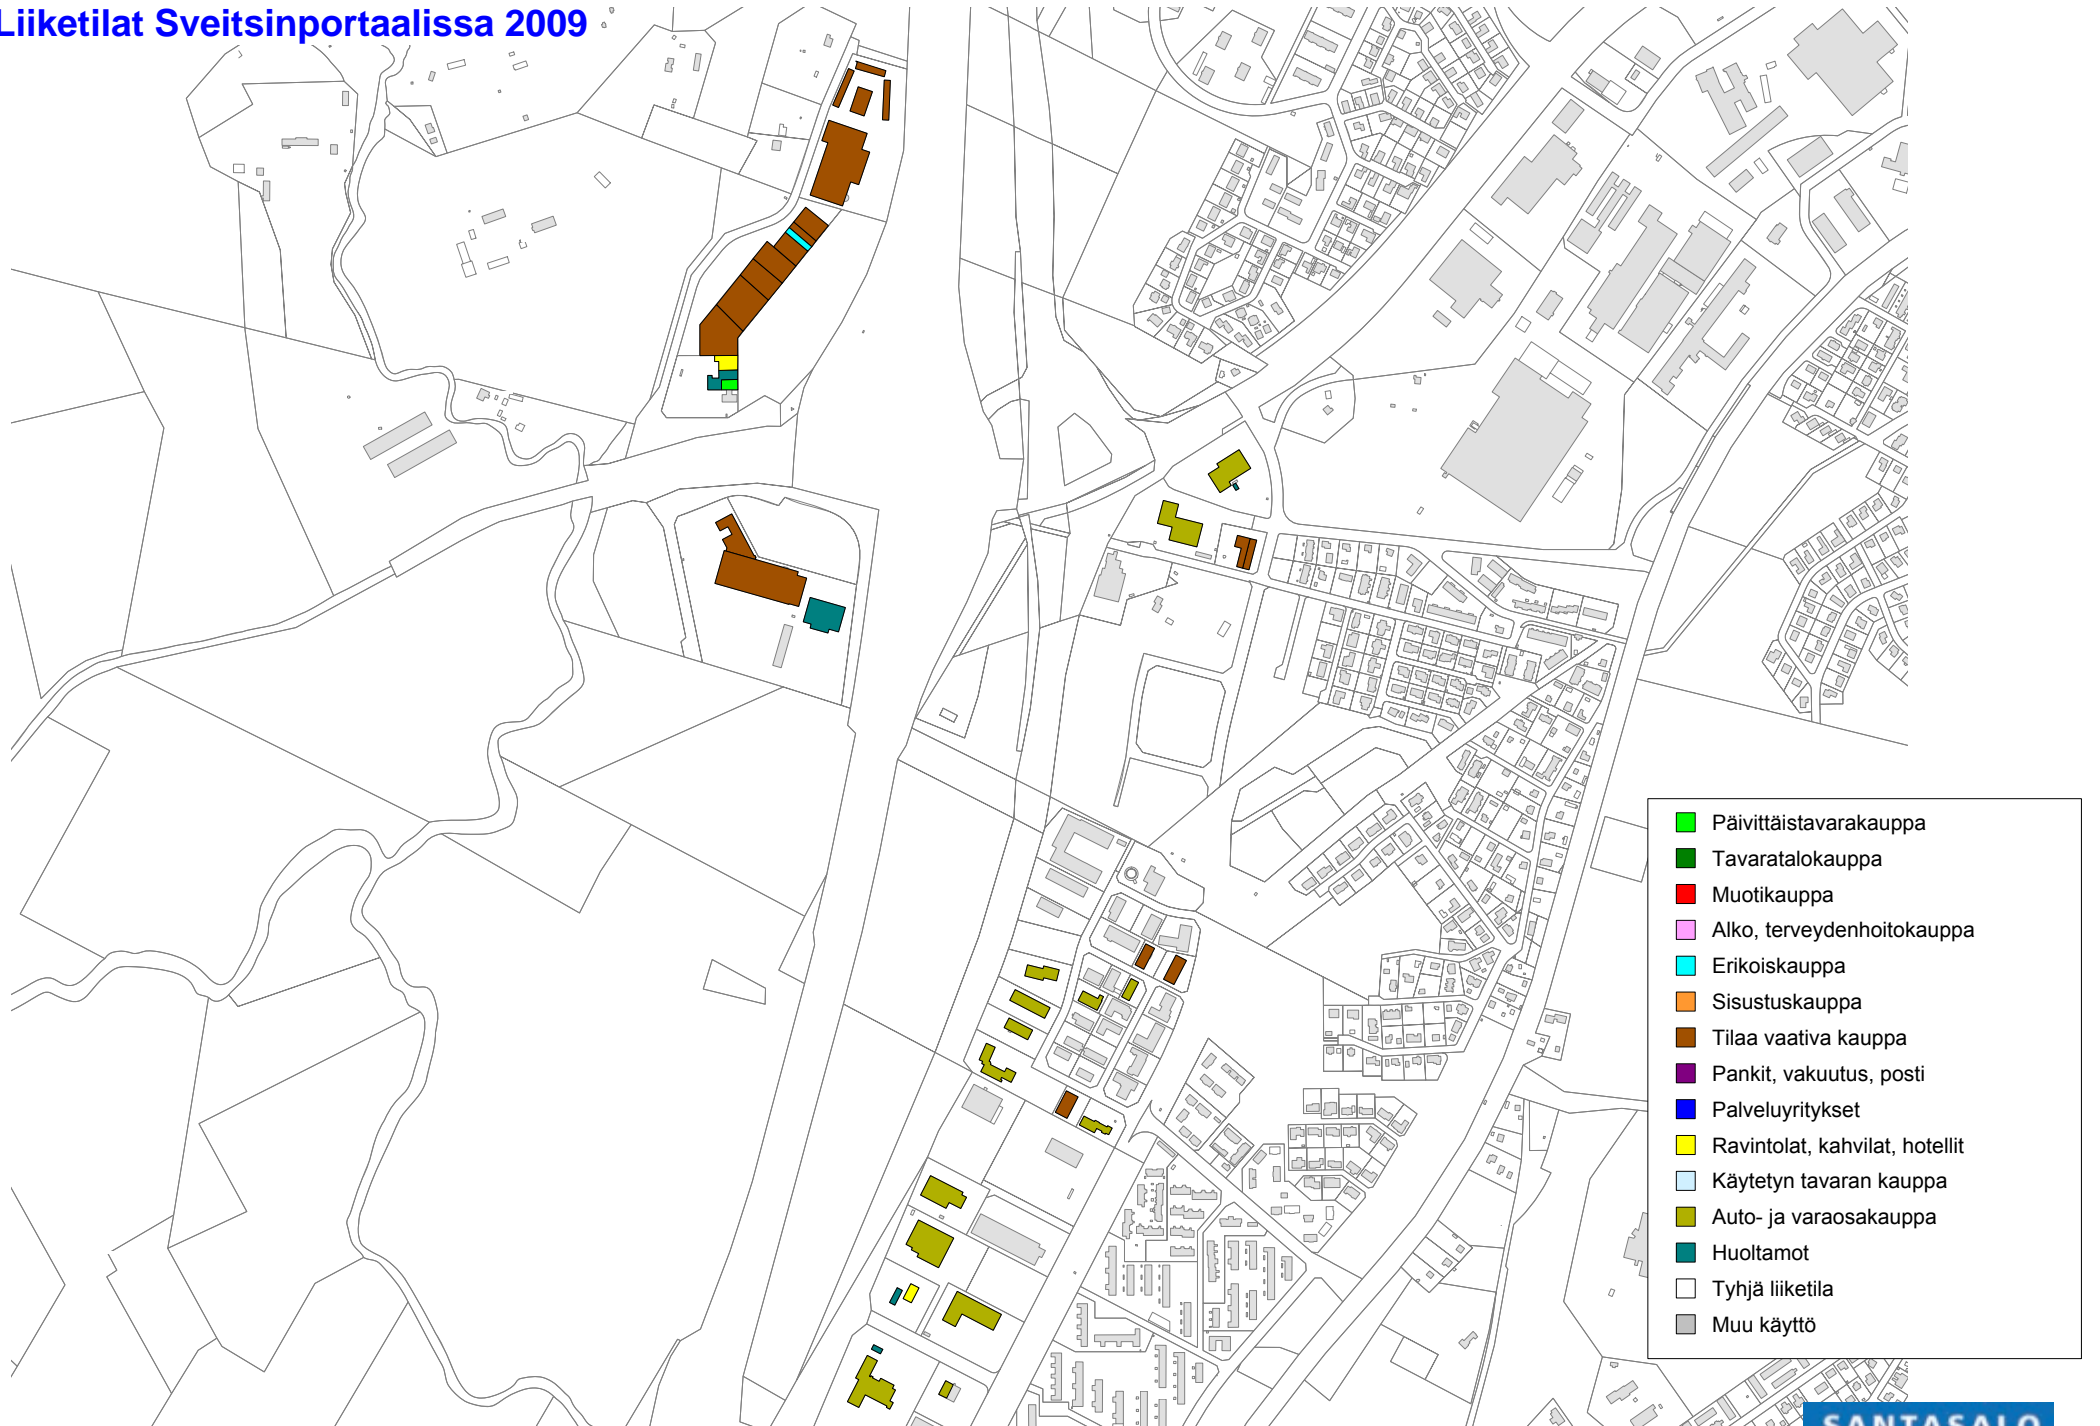 Liiketilat Sveitsinportaalissa 2009
Päivittäistavarakauppa
Tavaratalokauppa
Muotikauppa
Alko, terveydenhoitokauppa
Erikoiskauppa
Sisustuskauppa
Tilaa vaativa kauppa
Pankit, vakuutus, posti
Palveluyritykset
Ravintolat, kahvilat, hotellit
Käytetyn tavaran kauppa
Auto- ja varaosakauppa
Huoltamot
Tyhjä liiketila
Muu käyttö
SANTASALO